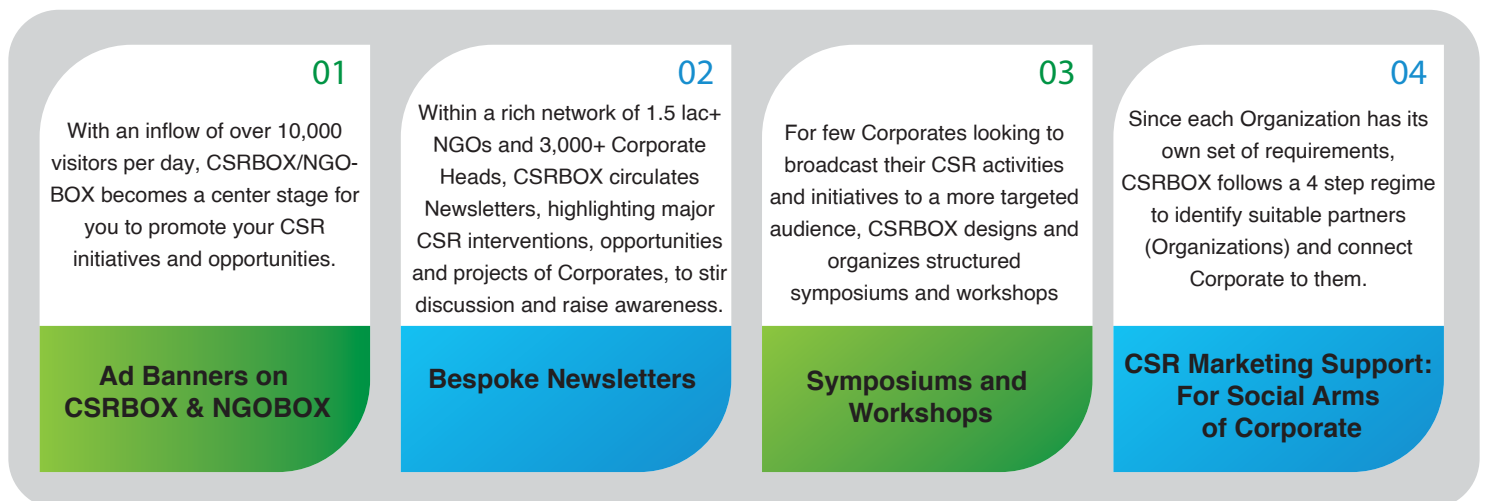 01
With an inflow of over 10,000
visitors per day, CSRBOX/NGO-
BOX becomes a center stage for
you to promote your CSR
initiatives and opportunities.
Ad Banners on
CSRBOX & NGOBOX
02
Within a rich network of 1.5 lac+
NGOs and 3,000+ Corporate
Heads, CSRBOX circulates
Newsletters, highlighting major
CSR interventions, opportunities
and projects of Corporates, to stir
discussion and raise awareness.
Bespoke Newsletters
03
For few Corporates looking to
broadcast their CSR activities
and initiatives to a more targeted
audience, CSRBOX designs and
organizes structured
symposiums and workshops
Symposiums and
Workshops
04
Since each Organization has its
own set of requirements,
CSRBOX follows a 4 step regime
to identify suitable partners
(Organizations) and connect
Corporate to them.
CSR Marketing Support:
For Social Arms
of Corporate